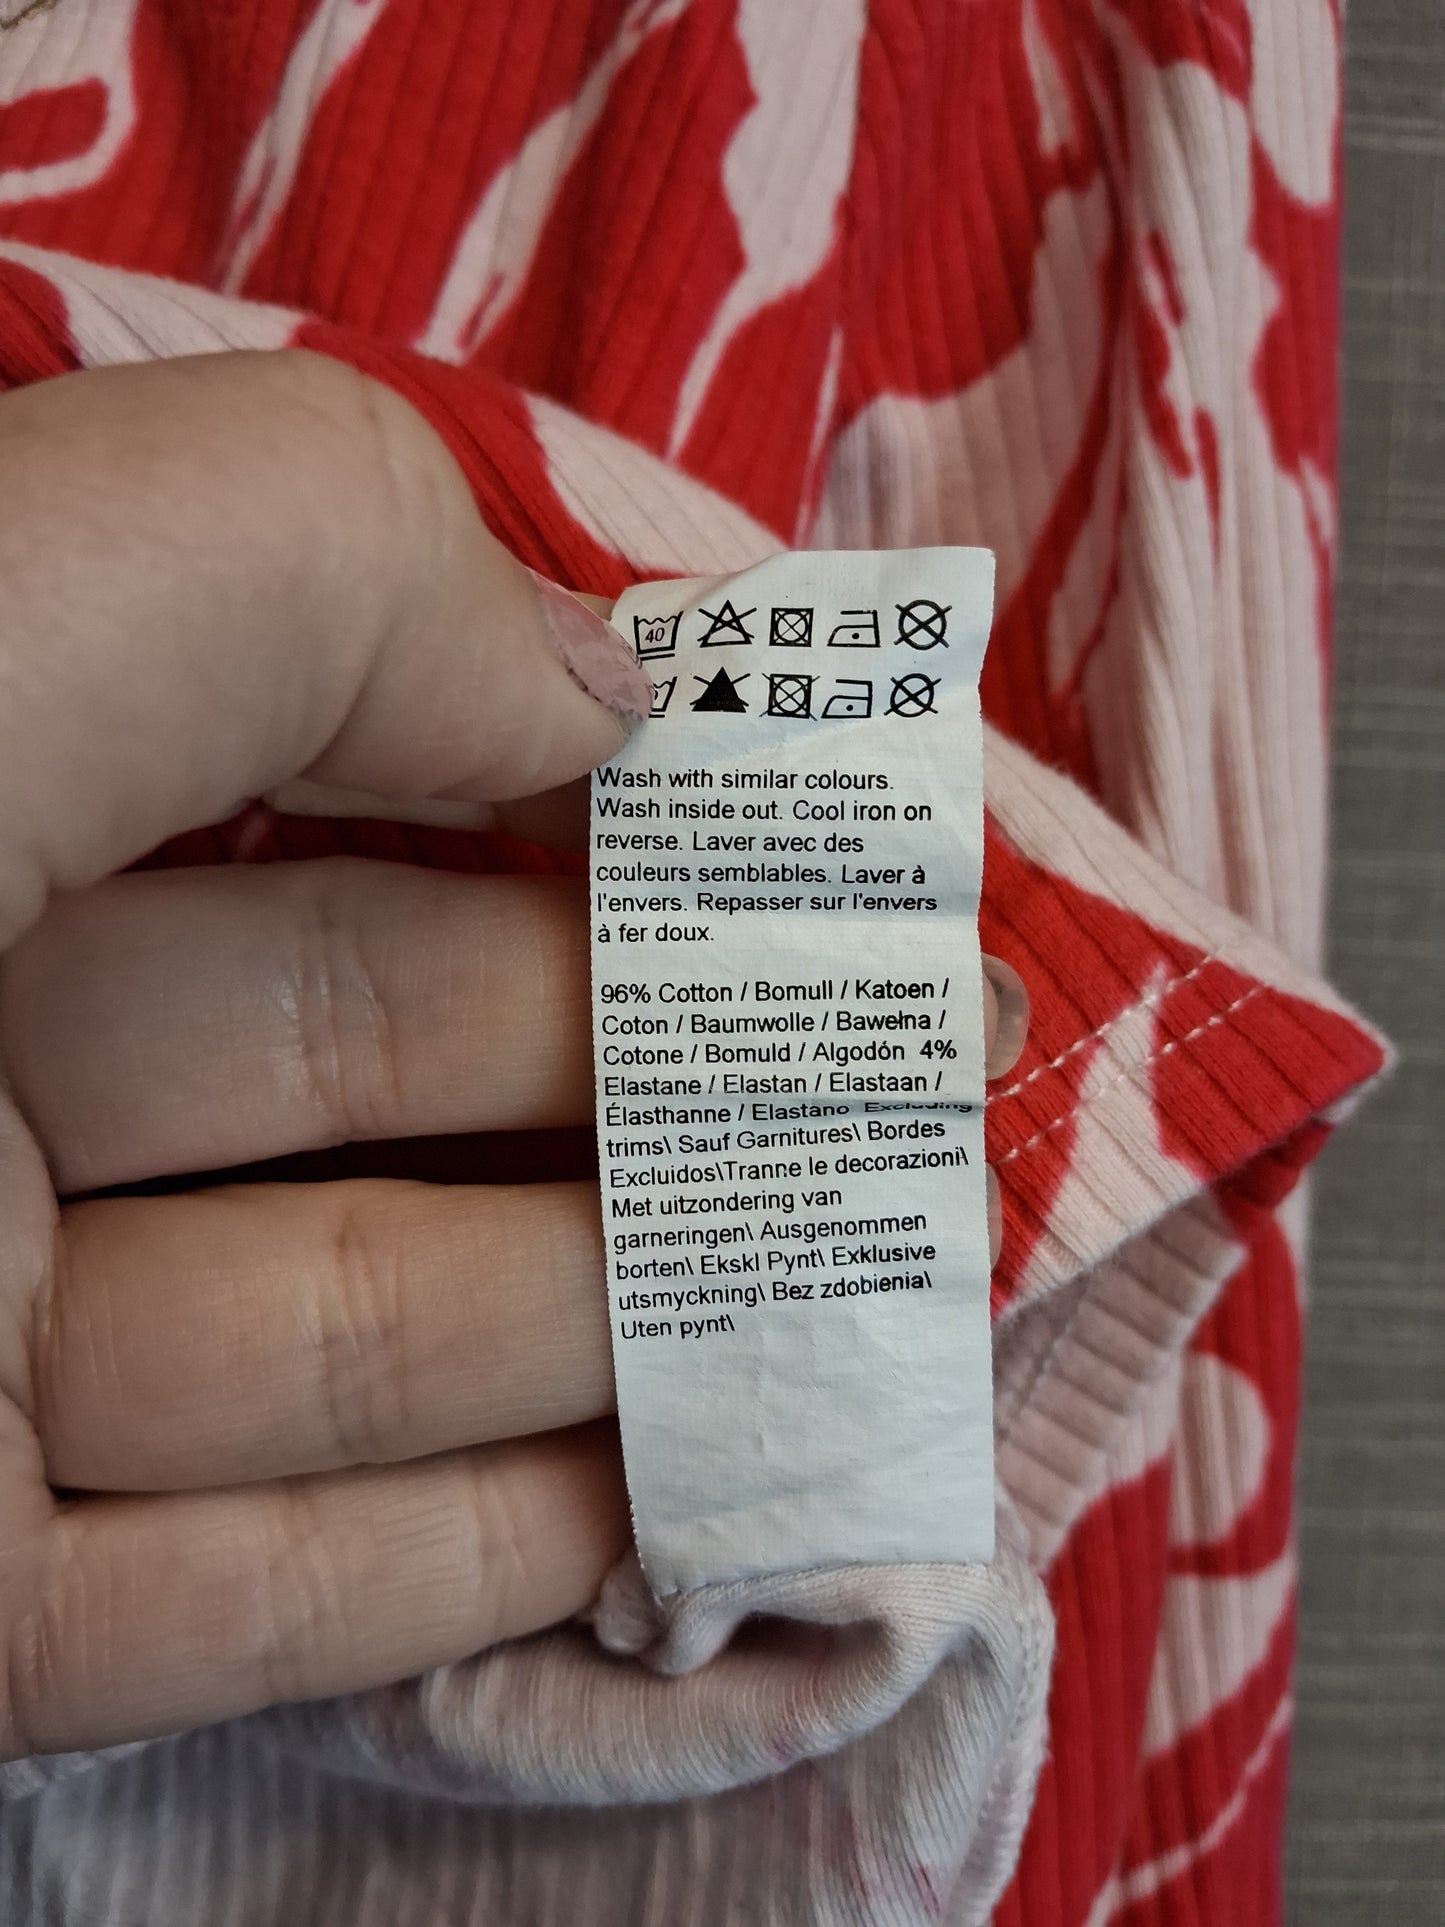 40
Wash with similar colours.
Wash inside out. Cool iron on
reverse. Laver avec des
couleurs semblables. Laver à
l'envers. Repasser sur l'envers
à fer doux.
96% Cotton / Bomull / Katoen /
Coton / Baumwolle / Bawełna /
Cotone / Bomuld / Algodón 4%
Elastane / Elastan / Elastaan /
Élasthanne / Elastano Excluding
trims\ Sauf Garnitures\ Bordes
Excluidos\Tranne le decorazioni\
Met uitzondering van
garneringen\ Ausgenommen
borten\ Ekskl Pynt\ Exklusive
utsmyckning\ Bez zdobienia\
Uten pynt\